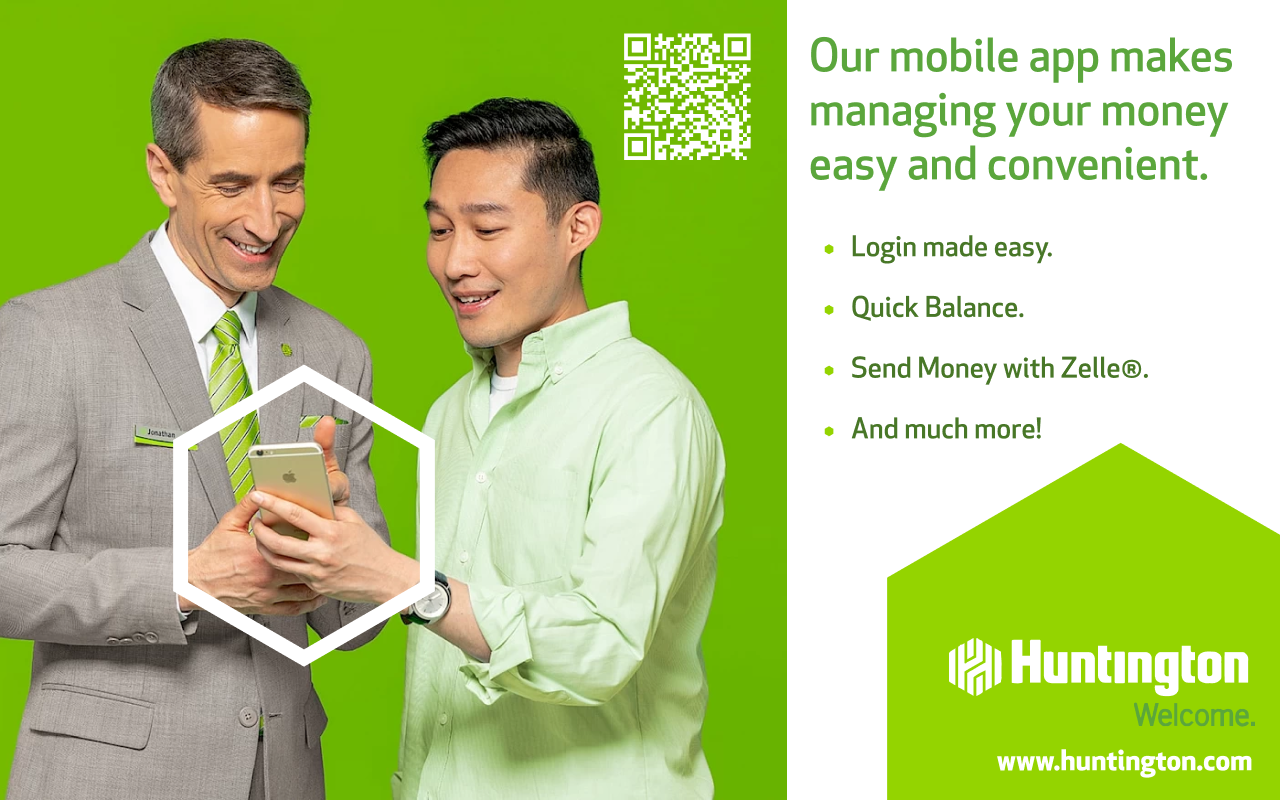 Our mobile app makes
managing your money
easy and convenient.
Login made easy.
Quick Balance.
Send Money with Zelle®.
And much more!
Jonathan
Huntington
Welcome.
www.huntington.com